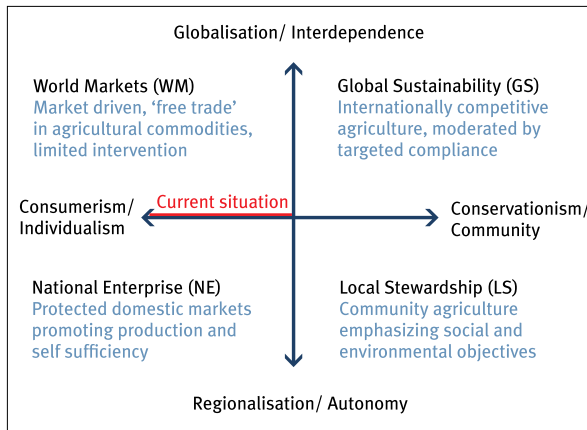 Globalisation/ Interdependence
World Markets (WM)
Market driven, ‘free trade’
in agricultural commodities,
limited intervention
Global Sustainability (GS)
Internationally competitive
agriculture, moderated by
targeted compliance
Consumerism/
Individualism
Current situation
Conservationism/
Community
National Enterprise (NE)
Protected domestic markets
promoting production and
self sufficiency
Local Stewardship (LS)
Community agriculture
emphasizing social and
environmental objectives
Regionalisation/ Autonomy